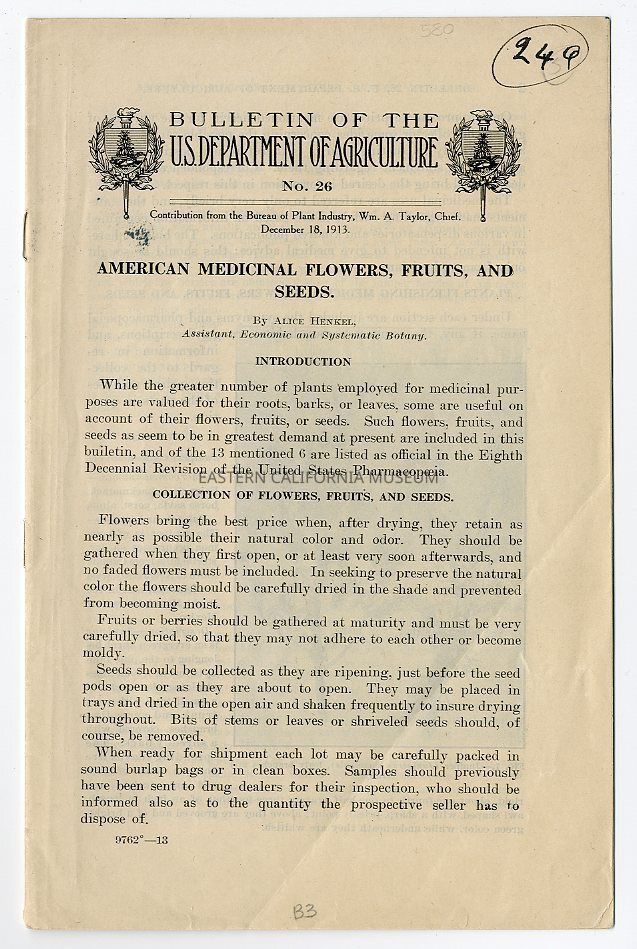 580
249
BULLETIN OF THE
U.S. DEPARTMENT OF AGRICULTURE
No. 26
Contribution from the Bureau of Plant Industry, Wm. A. Taylor, Chief.
December 18, 1913.
AMERICAN MEDICINAL FLOWERS, FRUITS, AND
SEEDS.
By Alice Henkel,
Assistant, Economic and Systematic Botany.
INTRODUCTION
While the greater number of plants employed for medicinal pur-
poses are valued for their roots, barks, or leaves, some are useful on
account of their flowers, fruits, or seeds. Such flowers, fruits, and
seeds as seem to be in greatest demand at present are included in this
bulletin, and of the 13 mentioned 6 are listed as official in the Eighth
Decennial Revision of the United States Pharmacopœia.
EASTERN CALIFORNIA MUSEUM
COLLECTION OF FLOWERS, FRUITS, AND SEEDS.
Flowers bring the best price when, after drying, they retain as
nearly as possible their natural color and odor. They should be
gathered when they first open, or at least very soon afterwards, and
no faded flowers must be included. In seeking to preserve the natural
color the flowers should be carefully dried in the shade and prevented
from becoming moist.
Fruits or berries should be gathered at maturity and must be very
carefully dried, so that they may not adhere to each other or become
moldy.
Seeds should be collected as they are ripening, just before the seed
pods open or as they are about to open. They may be placed in
trays and dried in the open air and shaken frequently to insure drying
throughout. Bits of stems or leaves or shriveled seeds should, of
course, be removed.
When ready for shipment each lot may be carefully packed in
sound burlap bags or in clean boxes. Samples should previously
have been sent to drug dealers for their inspection, who should be
informed also as to the quantity the prospective seller has to
dispose of.
9762°—13
B3